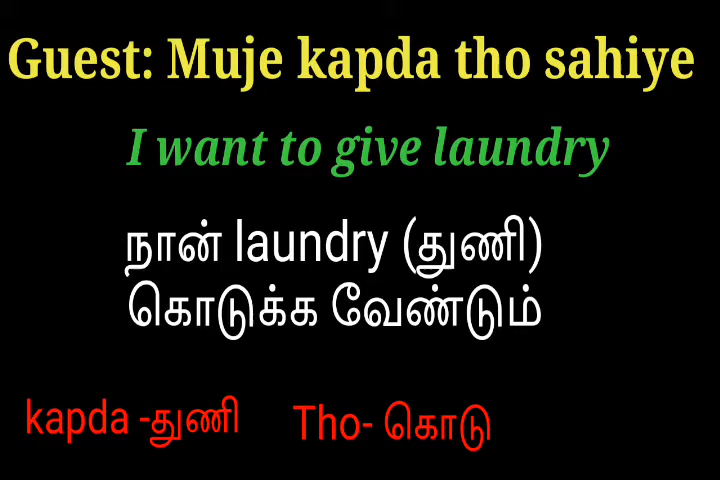 Guest: Muje kapda tho sahiye
I want to give laundry
நான் laundry (துணி)
கொடுக்க வேண்டும்
kapda -துணி Tho- கொடு